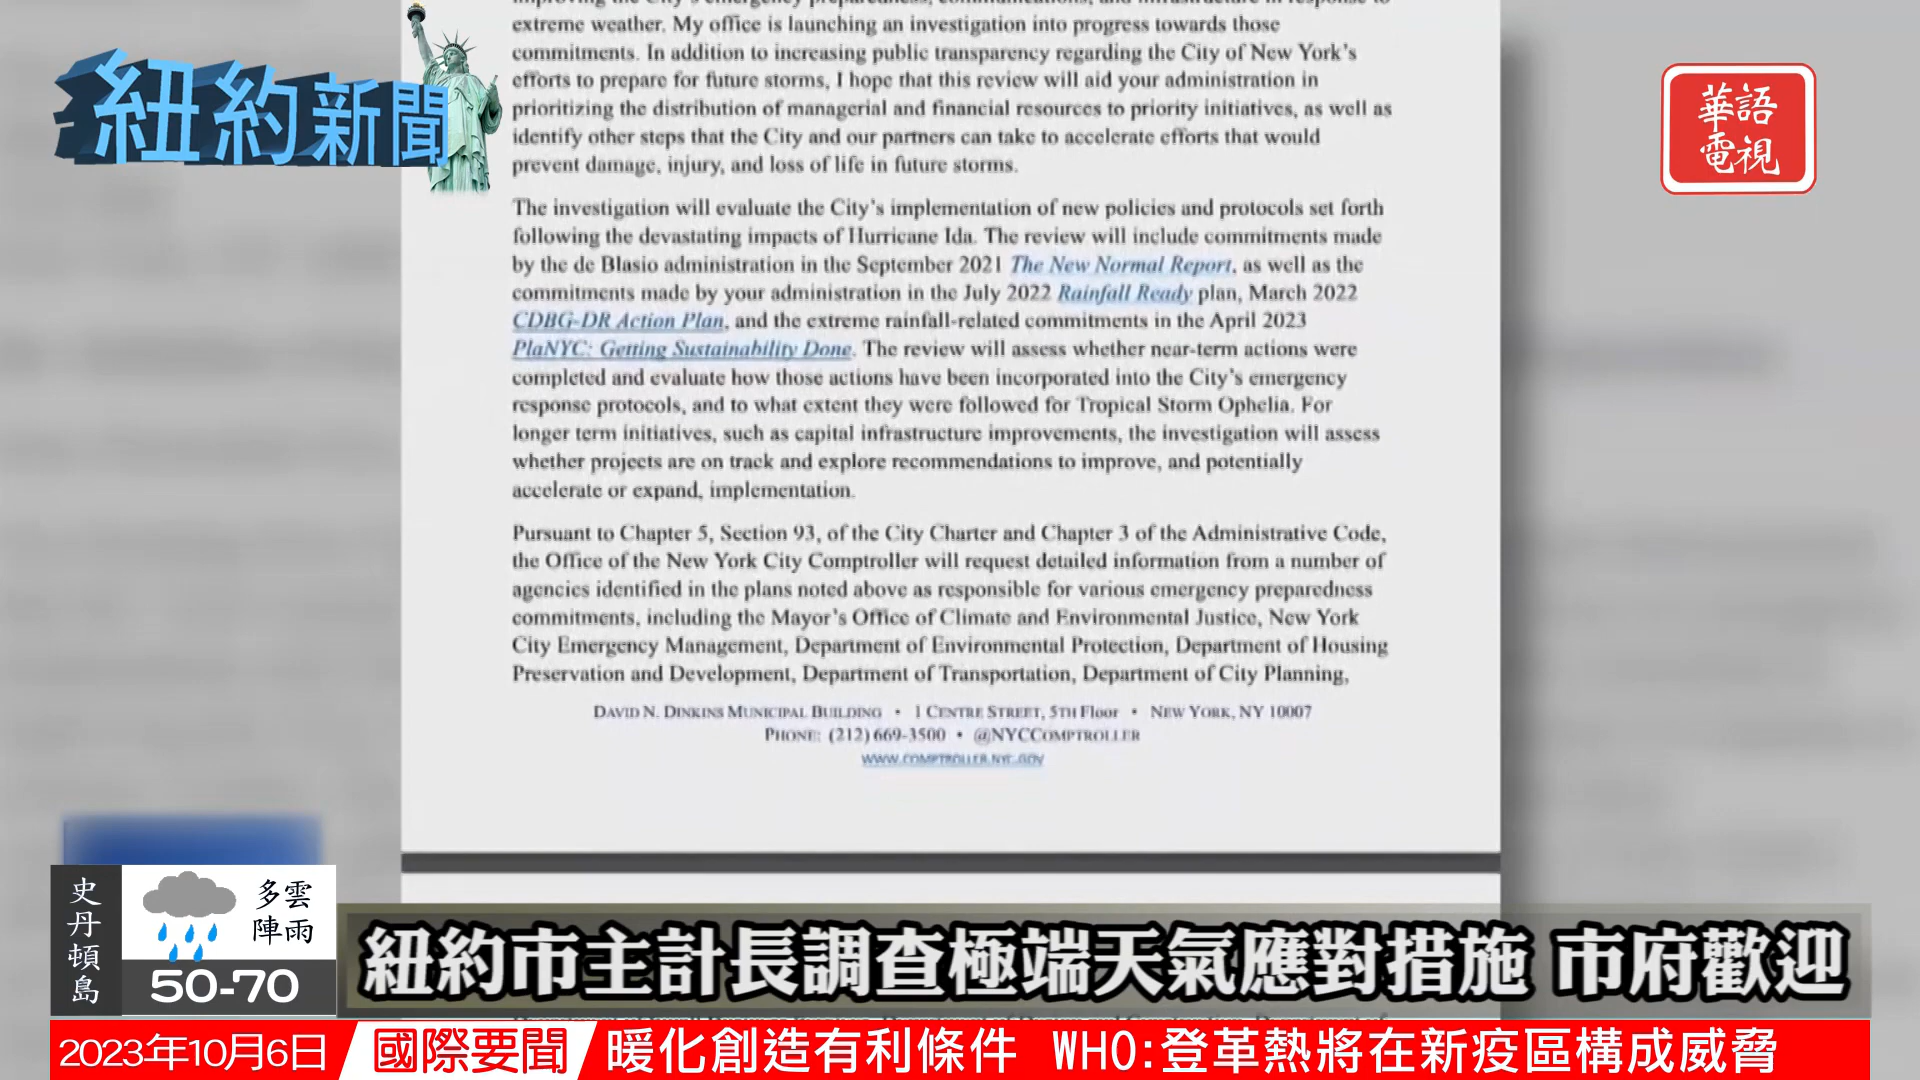 紐約新聞
華語
電視
extreme weather. My office is launching an investigation into progress towards those
commitments. In addition to increasing public transparency regarding the City of New York's
efforts to prepare for future storms, I hope that this review will aid your administration in
prioritizing the distribution of managerial and financial resources to priority initiatives, as well as
identify other steps that the City and our partners can take to accelerate efforts that would
prevent damage, injury, and loss of life in future storms.
The investigation will evaluate the City's implementation of new policies and protocols set forth
following the devastating impacts of Hurricane Ida. The review will include commitments made
by the de Blasio administration in the September 2021 The New Normal Report, as well as the
commitments made by your administration in the July 2022 Rainfall Ready plan, March 2022
CDBG-DR Action Plan, and the extreme rainfall-related commitments in the April 2023
PlaNYC: Getting Sustainability Done. The review will assess whether near-term actions were
completed and evaluate how those actions have been incorporated into the City's emergency
response protocols, and to what extent they were followed for Tropical Storm Ophelia. For
longer term initiatives, such as capital infrastructure improvements, the investigation will assess
whether projects are on track and explore recommendations to improve, and potentially
accelerate or expand, implementation.
Pursuant to Chapter 5, Section 93, of the City Charter and Chapter 3 of the Administrative Code,
the Office of the New York City Comptroller will request detailed information from a number of
agencies identified in the plans noted above as responsible for various emergency preparedness
commitments, including the Mayor's Office of Climate and Environmental Justice, New York
City Emergency Management, Department of Environmental Protection, Department of Housing
Preservation and Development, Department of Transportation, Department of City Planning,
DAVID N. DINKINS MUNICIPAL BUILDING • 1 CENTRE STREET, 5TH Floor • NEW YORK, NY 10007
PHONE: (212) 669-3500 • @NYCCOMPTROLLER
WWW.COMPTROLLER.NYC.GOV
史丹頓島
多雲
陣雨
50-70
紐約市主計長調查極端天氣應對措施 市府歡迎
2023年10月6日 國際要聞 暖化創造有利條件 WHO:登革熱將在新疫區構成威脅